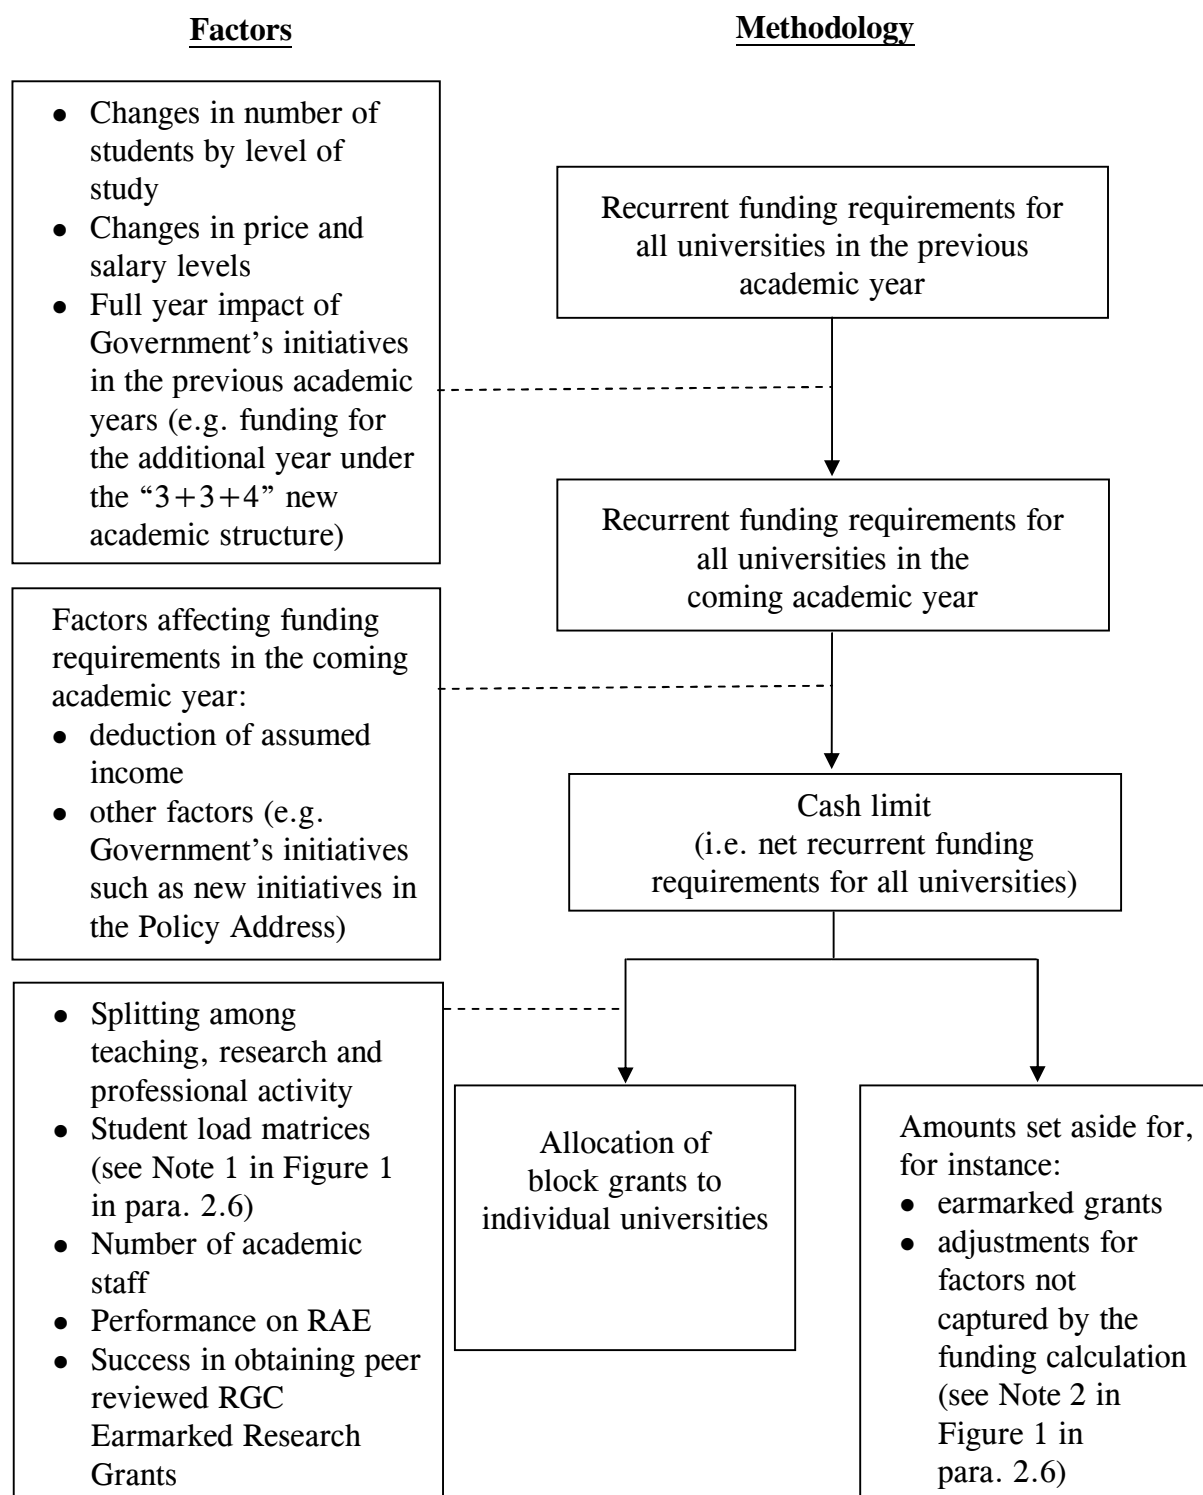 Factors
Methodology
• Changes in number of
students by level of
study
• Changes in price and
salary levels
• Full year impact of
Government’s initiatives
in the previous academic
years (e.g. funding for
the additional year under
the “3+3+4” new
academic structure)
Recurrent funding requirements for
all universities in the previous
academic year
Recurrent funding requirements for
all universities in the
coming academic year
Factors affecting funding
requirements in the coming
academic year:
• deduction of assumed
income
• other factors (e.g.
Government’s initiatives
such as new initiatives in
the Policy Address)
Cash limit
(i.e. net recurrent funding
requirements for all universities)
• Splitting among
teaching, research and
professional activity
• Student load matrices
(see Note 1 in Figure 1
in para. 2.6)
• Number of academic
staff
• Performance on RAE
• Success in obtaining peer
reviewed RGC
Earmarked Research
Grants
Allocation of
block grants to
individual universities
Amounts set aside for,
for instance:
• earmarked grants
• adjustments for
factors not
captured by the
funding calculation
(see Note 2 in
Figure 1 in
para. 2.6)